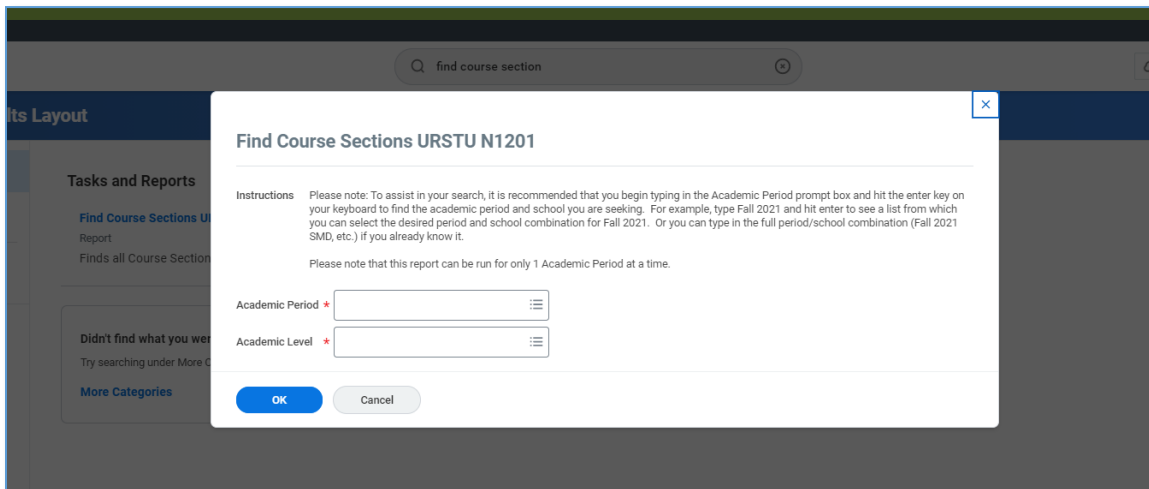 find course section
lts Layout
Find Course Sections URSTU N1201
Instructions Please note: To assist in your search, it is recommended that you begin typing in the Academic Period prompt box and hit the enter key on
your keyboard to find the academic period and school you are seeking. For example, type Fall 2021 and hit enter to see a list from which
you can select the desired period and school combination for Fall 2021. Or you can type in the full period/school combination (Fall 2021
SMD, etc.) if you already know it.
Please note that this report can be run for only 1 Academic Period at a time.
Academic Period *
Academic Level *
OK Cancel
Tasks and Reports
Find Course Sections U
Report
Finds all Course Section
Didn't find what you wer
Try searching under More C
More Categories